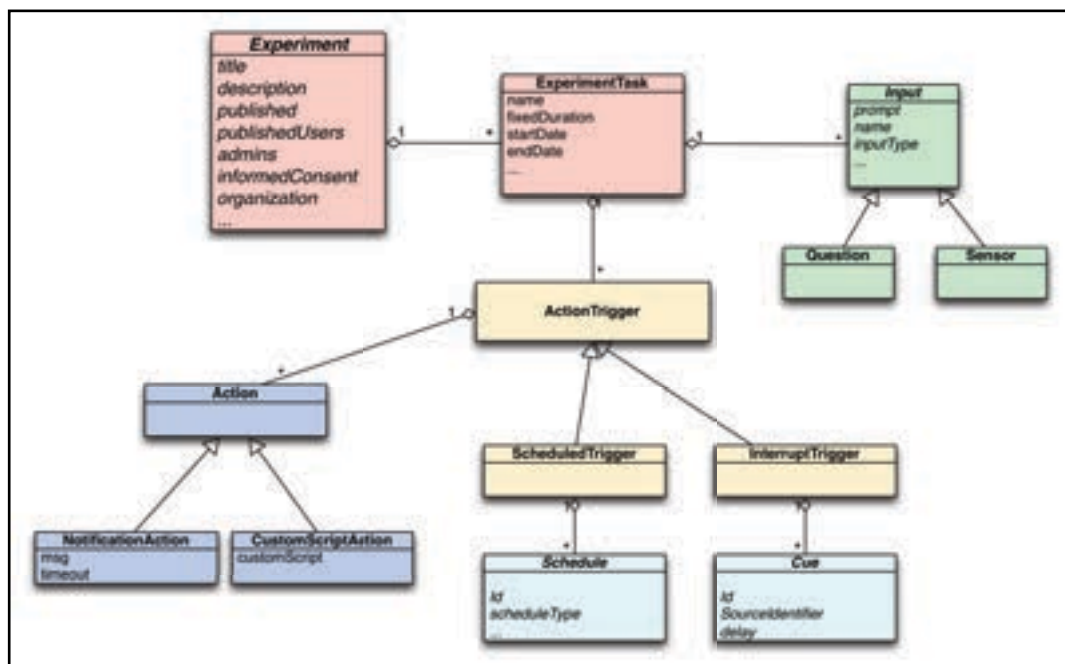 Experiment
title
description
published
publishedUsers
admins
informedConsent
organization
...
1
*
ExperimentTask
name
fixedDuration
startDate
endDate
....
1
*
Input
prompt
name
inputType
...
Question
Sensor
*
ActionTrigger
1
*
Action
NotificationAction
msg
timeout
CustomScriptAction
customScript
ScheduledTrigger
1
*
Schedule
Id
scheduleType
...
InterruptTrigger
1
*
Cue
Id
SourceIdentifier
delay